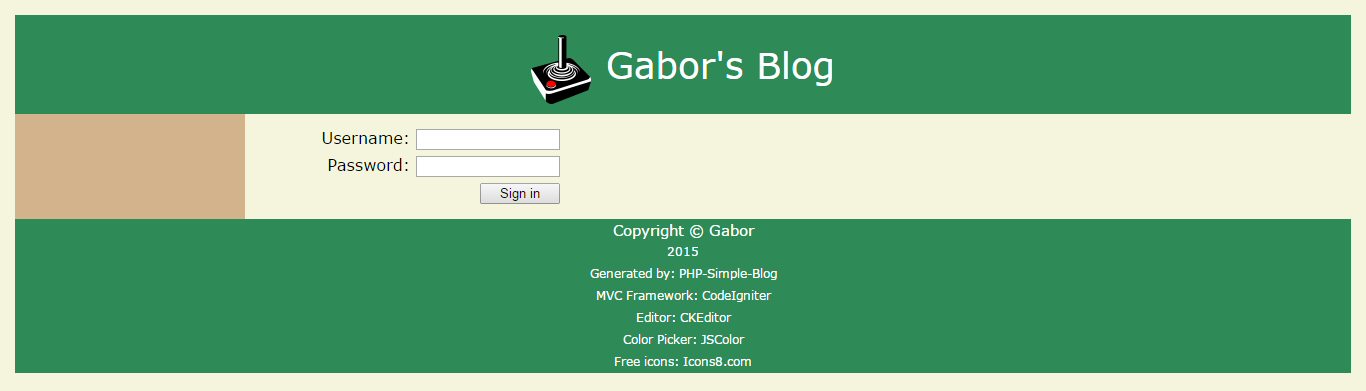 Gabor's Blog
Username:
Password:
Sign in
Copyright © Gabor
2015
Generated by: PHP-Simple-Blog
MVC Framework: CodeIgniter
Editor: CKEditor
Color Picker: JSColor
Free icons: Icons8.com